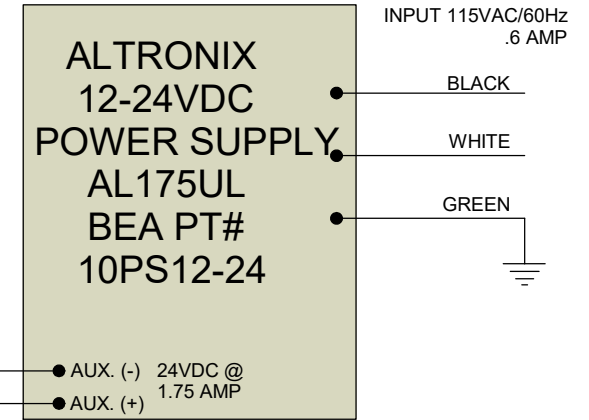 INPUT 115VAC/60Hz
.6 AMP
ALTRONIX
12-24VDC
POWER SUPPLY
AL175UL
BEA PT#
10PS12-24
BLACK
WHITE
GREEN
AUX. (-)
AUX. (+)
24VDC @
1.75 AMP